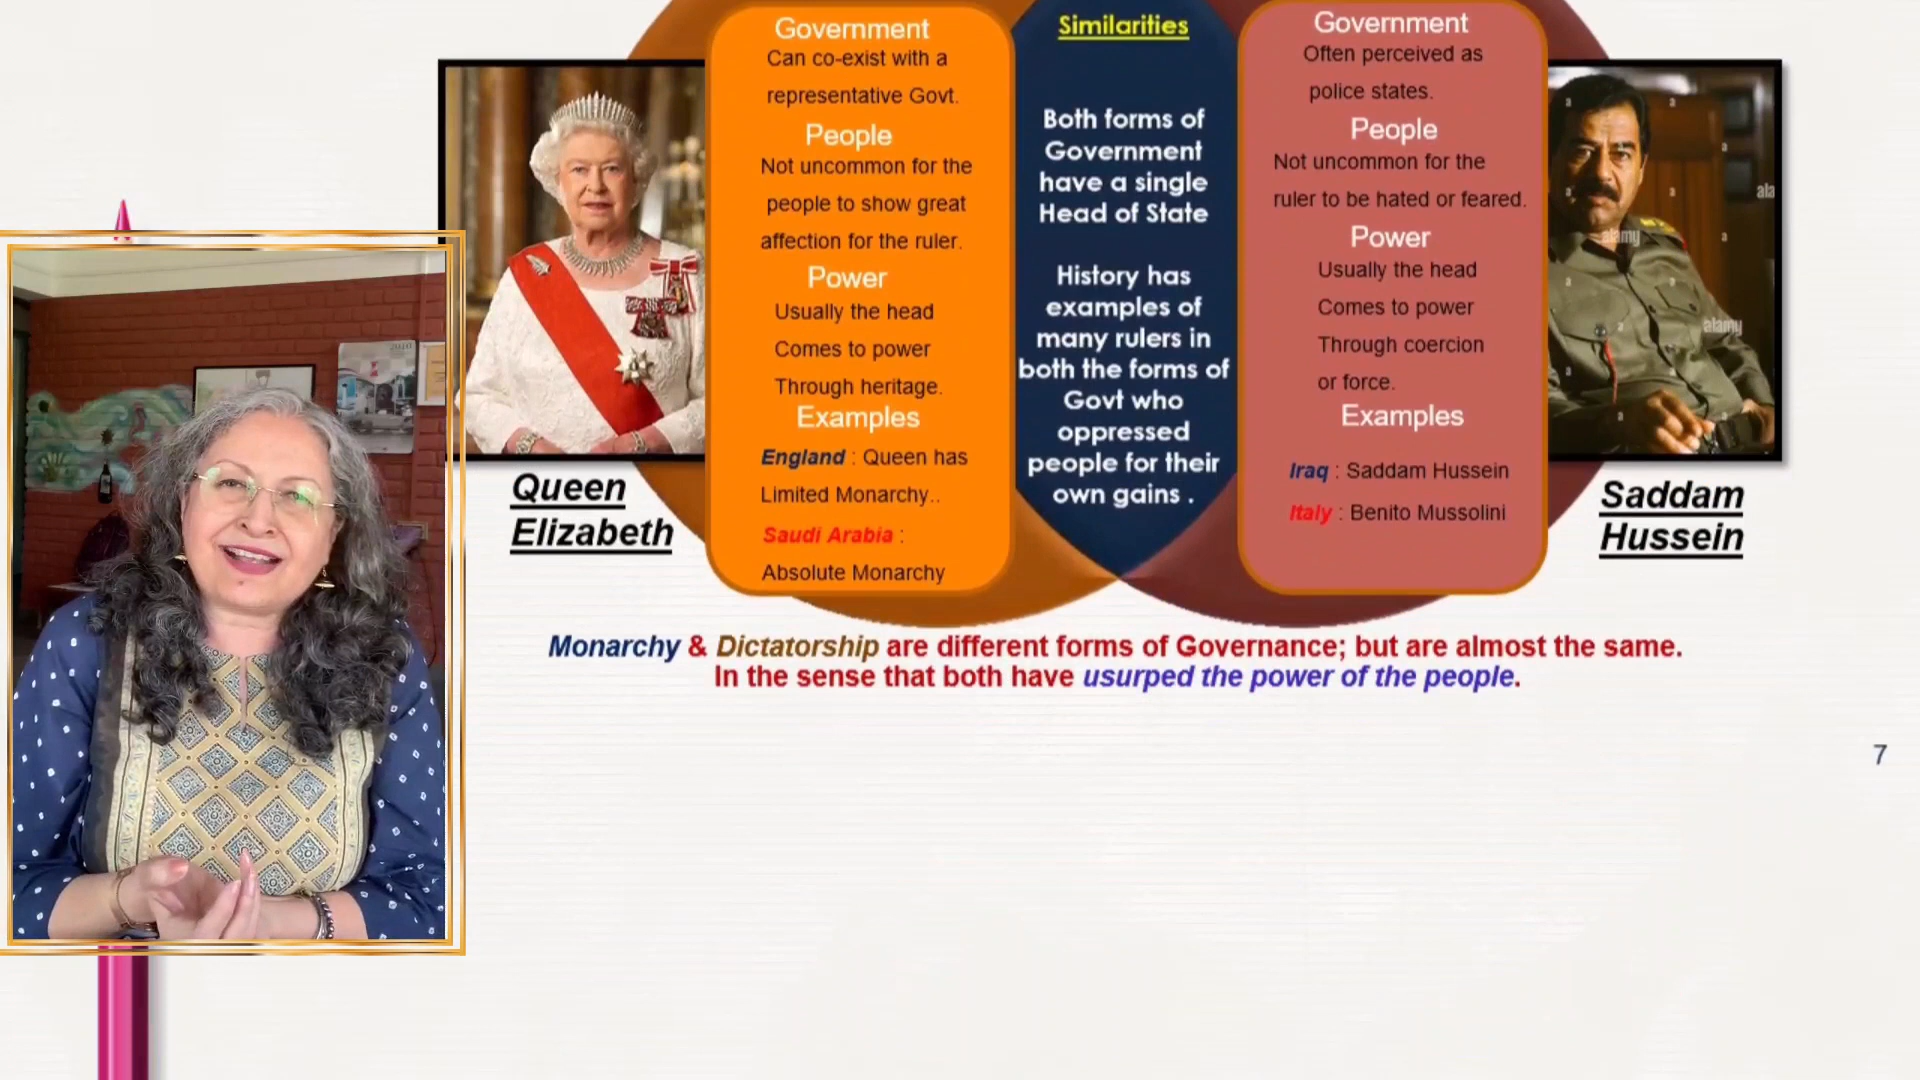 Government
Can co-exist with a
representative Govt.
People
Not uncommon for the
people to show great
affection for the ruler.
Power
Usually the head
Comes to power
Through heritage.
Examples
England : Queen has
Limited Monarchy..
Saudi Arabia :
Absolute Monarchy
Similarities
Both forms of
Government
have a single
Head of State
History has
examples of
many rulers in
both the forms of
Govt who
oppressed
people for their
own gains .
Government
Often perceived as
police states.
People
Not uncommon for the
ruler to be hated or feared.
Power
Usually the head
Comes to power
Through coercion
or force.
Examples
Iraq : Saddam Hussein
Italy : Benito Mussolini
Queen
Elizabeth
Saddam
Hussein
alamy
alamy
Monarchy & Dictatorship are different forms of Governance; but are almost the same.
In the sense that both have usurped the power of the people.
7